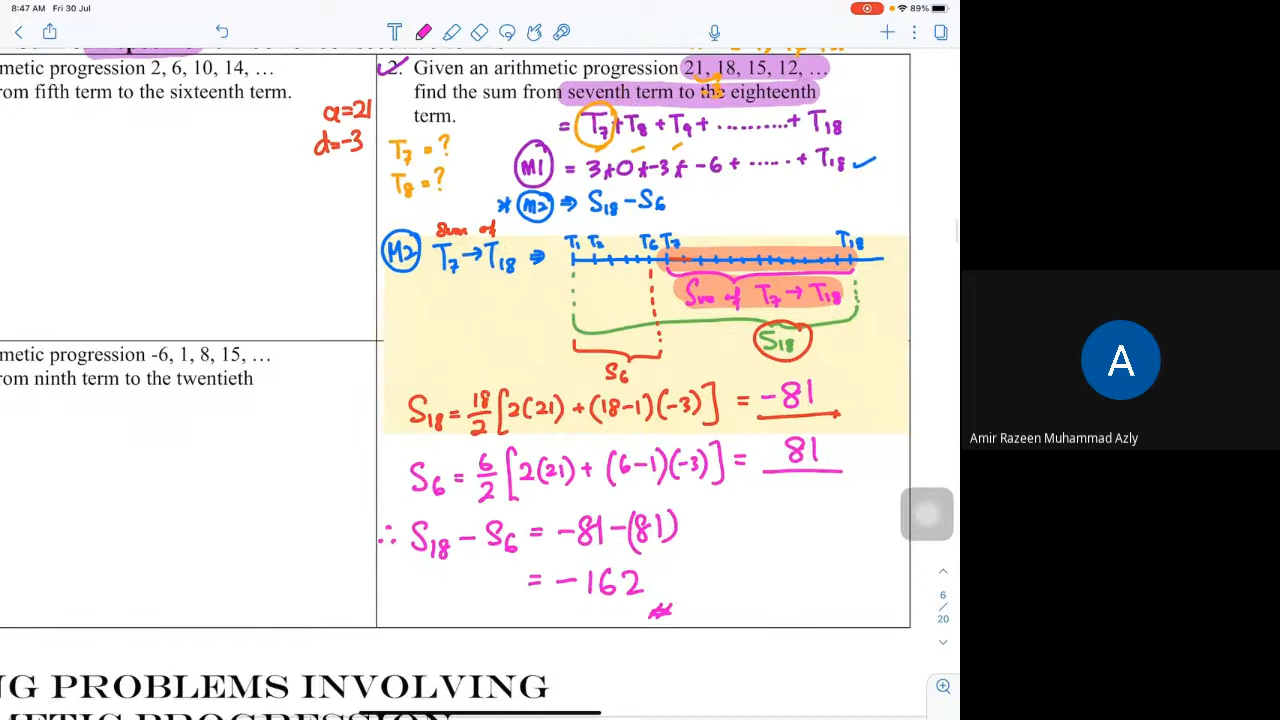 8:47 AM Fri 30 Jul
89%
metic progression 2, 6, 10, 14, …
rom fifth term to the sixteenth term.
2. Given an arithmetic progression 21, 18, 15, 12, …
find the sum from seventh term to the eighteenth
term.
a=21
d=-3
T7 = ?
T8 = ?
= T7+T8+T9+..........+T18
M1 = 3+0+-3+-6+......+T18
* M2 ⇒ S18-S6
M2 Sum of
T7→T18 ⇒
T1 T2 T6 T7 T18
Sum of T7→T18
S18
S6
metic progression -6, 1, 8, 15, …
rom ninth term to the twentieth
S18 = 18/2 [2(21)+(18-1)(-3)] = -81
S6 = 6/2 [2(21)+(6-1)(-3)] = 81
∴ S18 - S6 = -81-(81)
= -162
NG PROBLEMS INVOLVING
METIC PROGRESSION
6
/
20
A
Amir Razeen Muhammad Azly